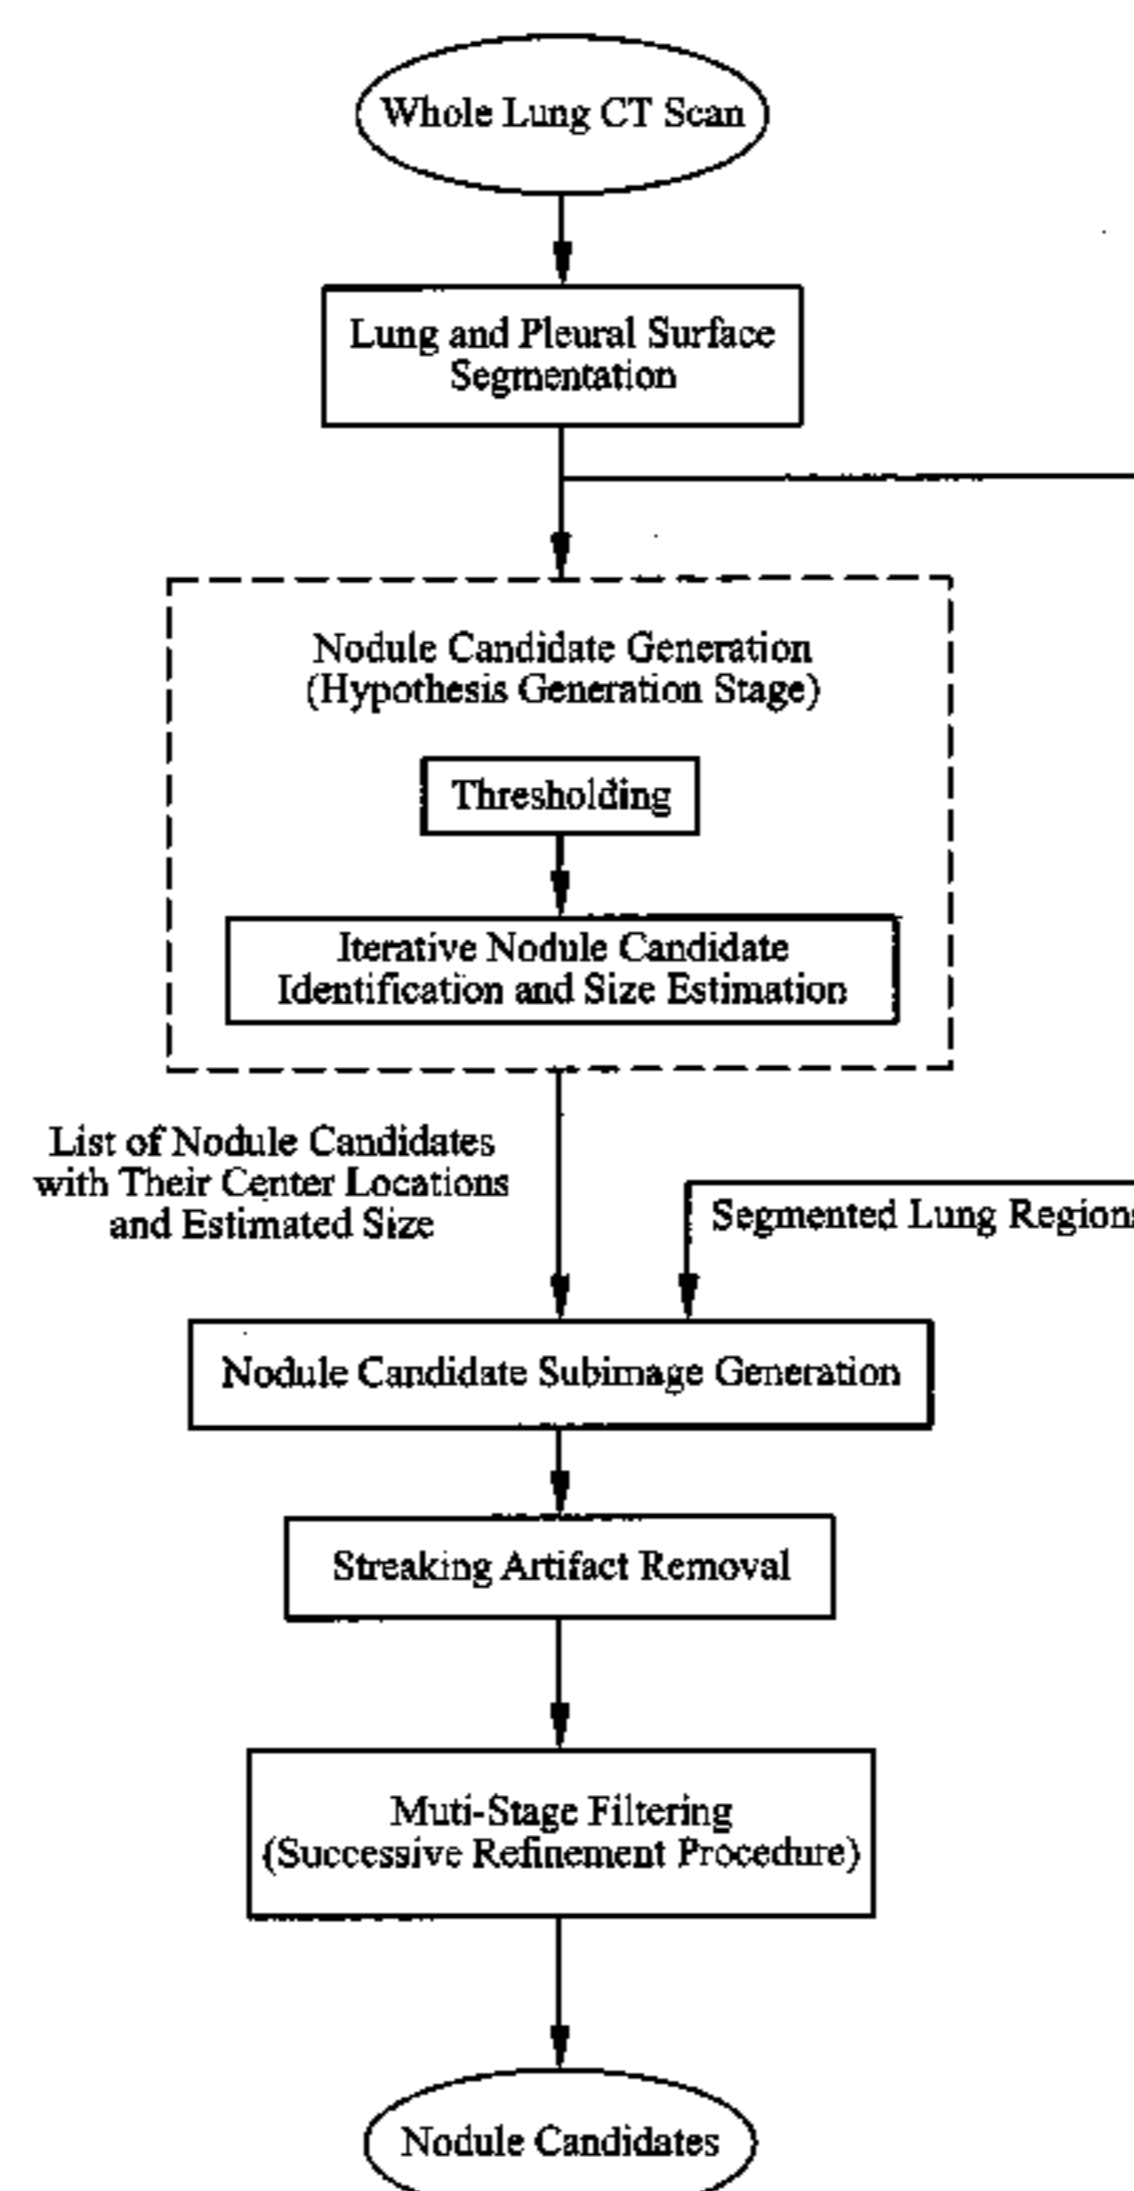 Whole Lung CT Scan
Lung and Pleural Surface
Segmentation
Nodule Candidate Generation
(Hypothesis Generation Stage)
Thresholding
Iterative Nodule Candidate
Identification and Size Estimation
List of Nodule Candidates
with Their Center Locations
and Estimated Size
Segmented Lung Regions
Nodule Candidate Subimage Generation
Streaking Artifact Removal
Muti-Stage Filtering
(Successive Refinement Procedure)
Nodule Candidates